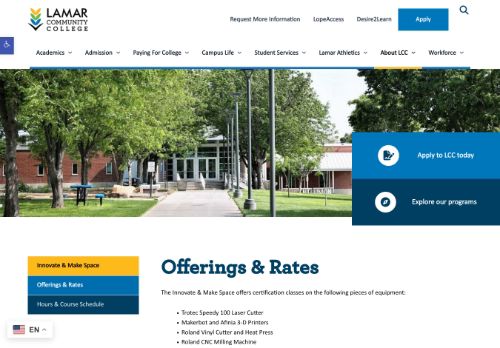 LAMAR
COMMUNITY
COLLEGE
Request More Information LopeAccess Desire2Learn Apply
Academics Admission Paying For College Campus Life Student Services Lamar Athletics About LCC Workforce
Apply to LCC today
Explore our programs
Innovate & Make Space
Offerings & Rates
Hours & Course Schedule
Offerings & Rates
The Innovate & Make Space offers certification classes on the following pieces of equipment:
Trotec Speedy 100 Laser Cutter
Makerbot and Afinia 3-D Printers
Roland Vinyl Cutter and Heat Press
Roland CNC Milling Machine
EN